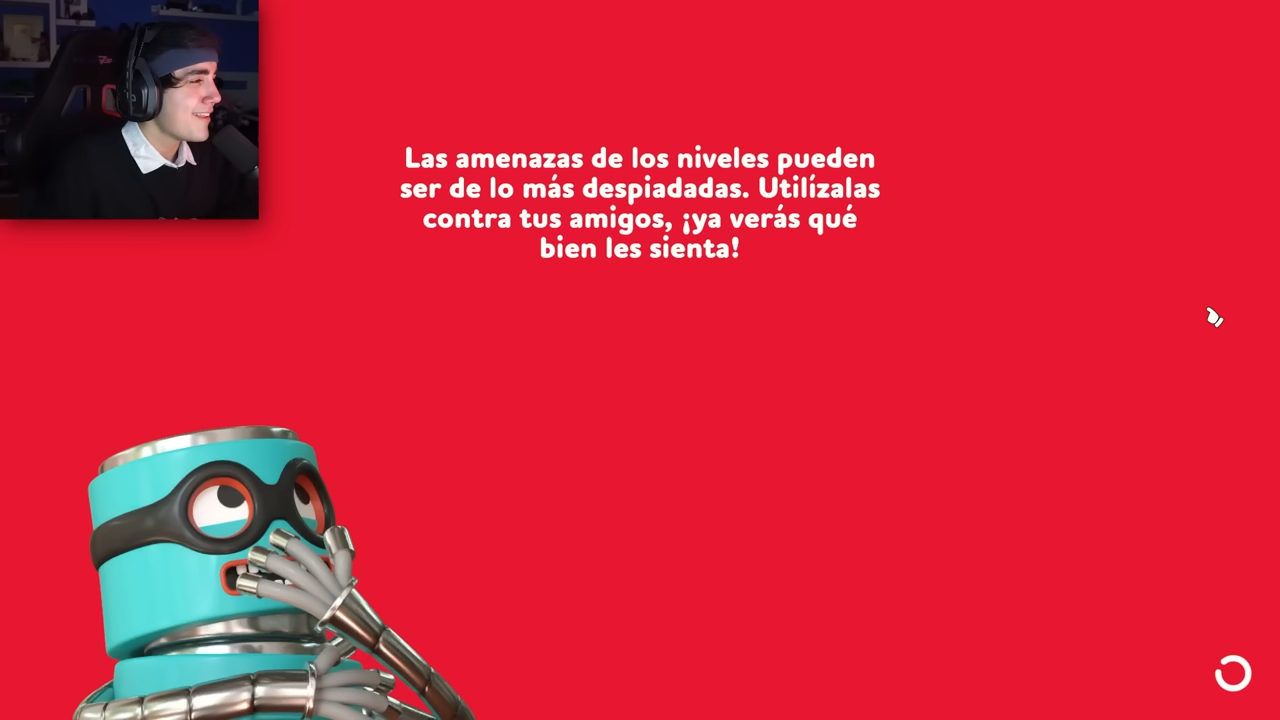 Las amenazas de los niveles pueden
ser de lo más despiadadas. Utilízalas
contra tus amigos, ¡ya verás qué
bien les sienta!